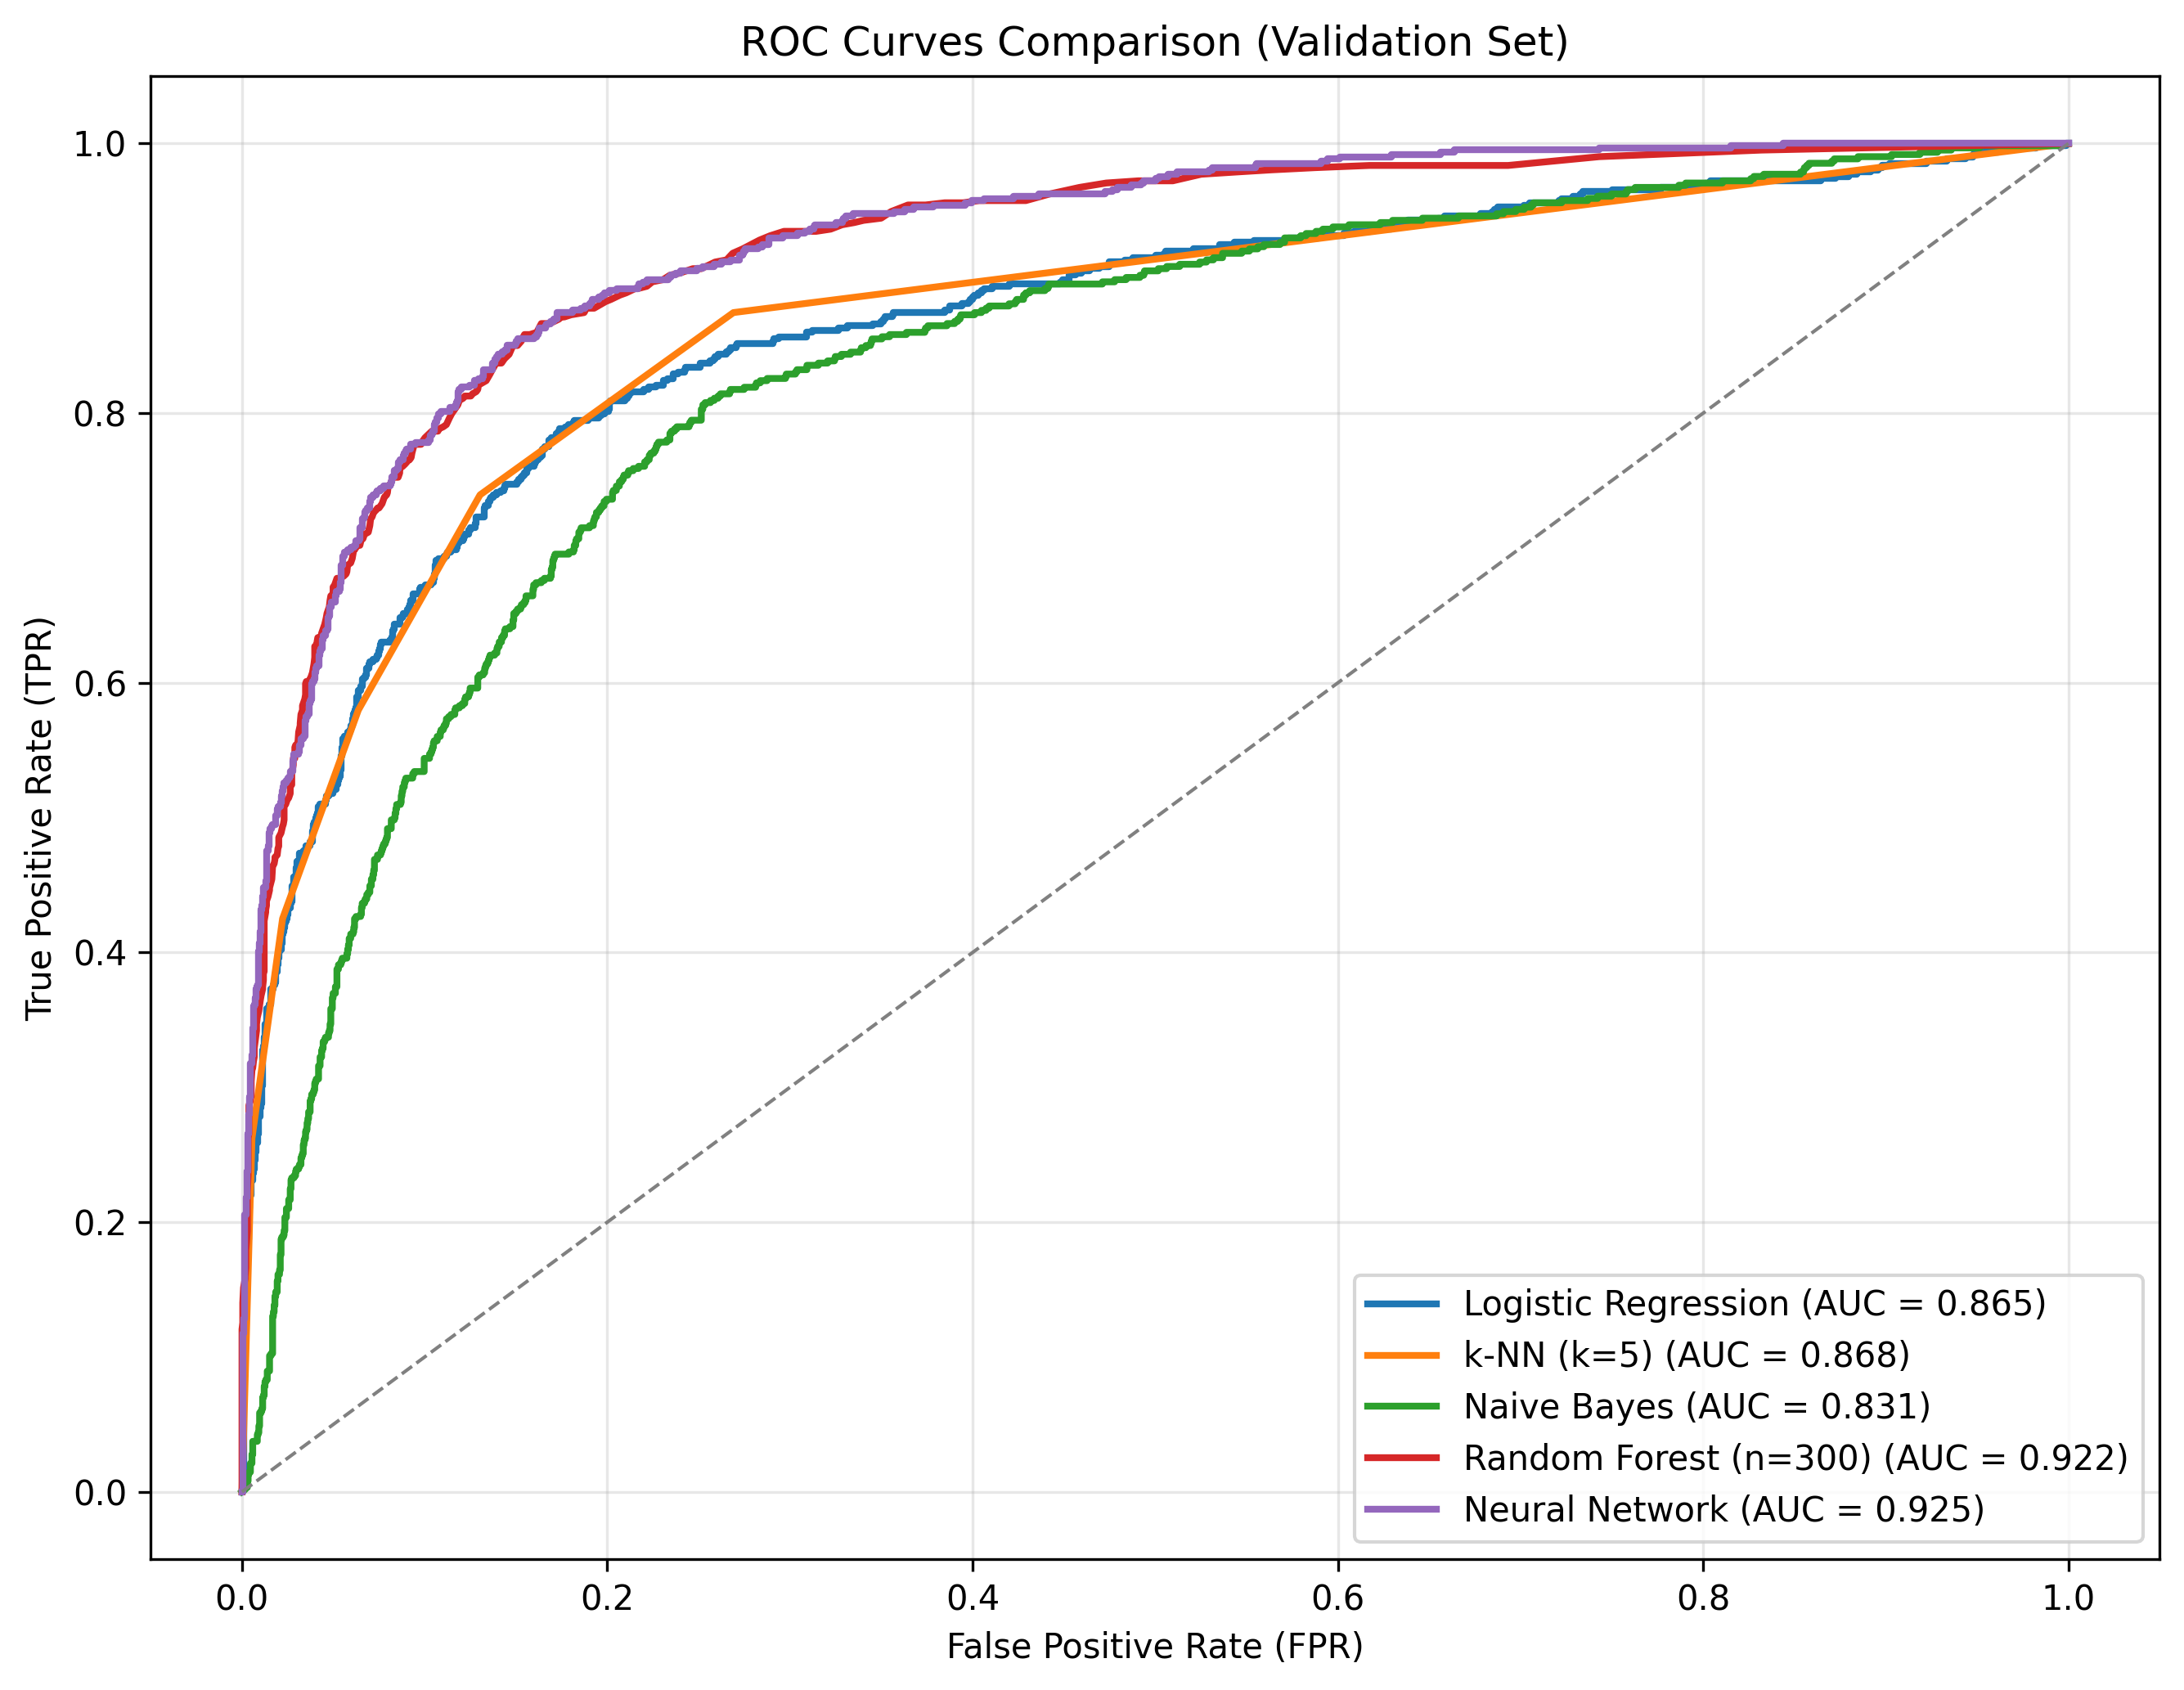 ROC Curves Comparison (Validation Set)
True Positive Rate (TPR)
1.0
0.8
0.6
0.4
0.2
0.0
0.0 0.2 0.4 0.6 0.8 1.0
False Positive Rate (FPR)
Logistic Regression (AUC = 0.865)
k-NN (k=5) (AUC = 0.868)
Naive Bayes (AUC = 0.831)
Random Forest (n=300) (AUC = 0.922)
Neural Network (AUC = 0.925)